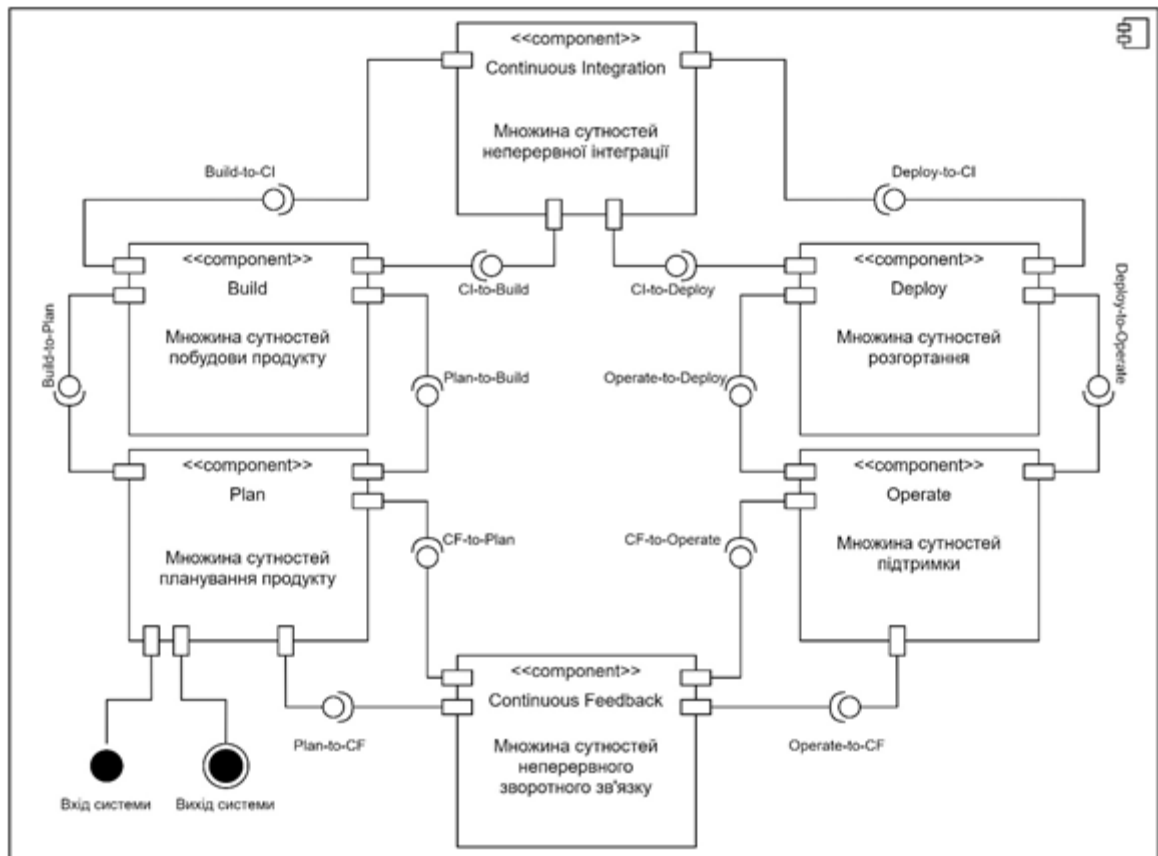 <<component>>
Continuous Integration
Множина сутностей
неперервної інтеграції
Build-to-CI
Deploy-to-CI
<<component>>
Build
Множина сутностей
побудови продукту
CI-to-Build
CI-to-Deploy
<<component>>
Deploy
Множина сутностей
розгортання
Build-to-Plan
Plan-to-Build
Operate-to-Deploy
Deploy-to-Operate
<<component>>
Plan
Множина сутностей
планування продукту
CF-to-Plan
CF-to-Operate
<<component>>
Operate
Множина сутностей
підтримки
<<component>>
Continuous Feedback
Множина сутностей
неперервного
зворотного зв'язку
Plan-to-CF
Operate-to-CF
Вхід системи
Вихід системи